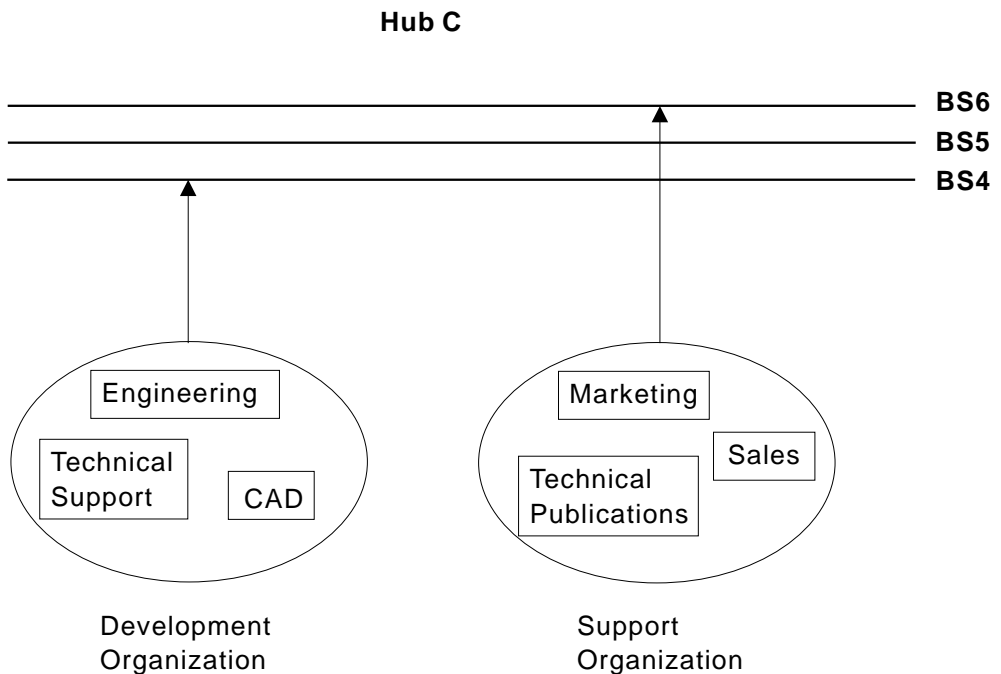 Hub C
BS6
BS5
BS4
Engineering
Technical
Support
CAD
Marketing
Sales
Technical
Publications
Development
Organization
Support
Organization